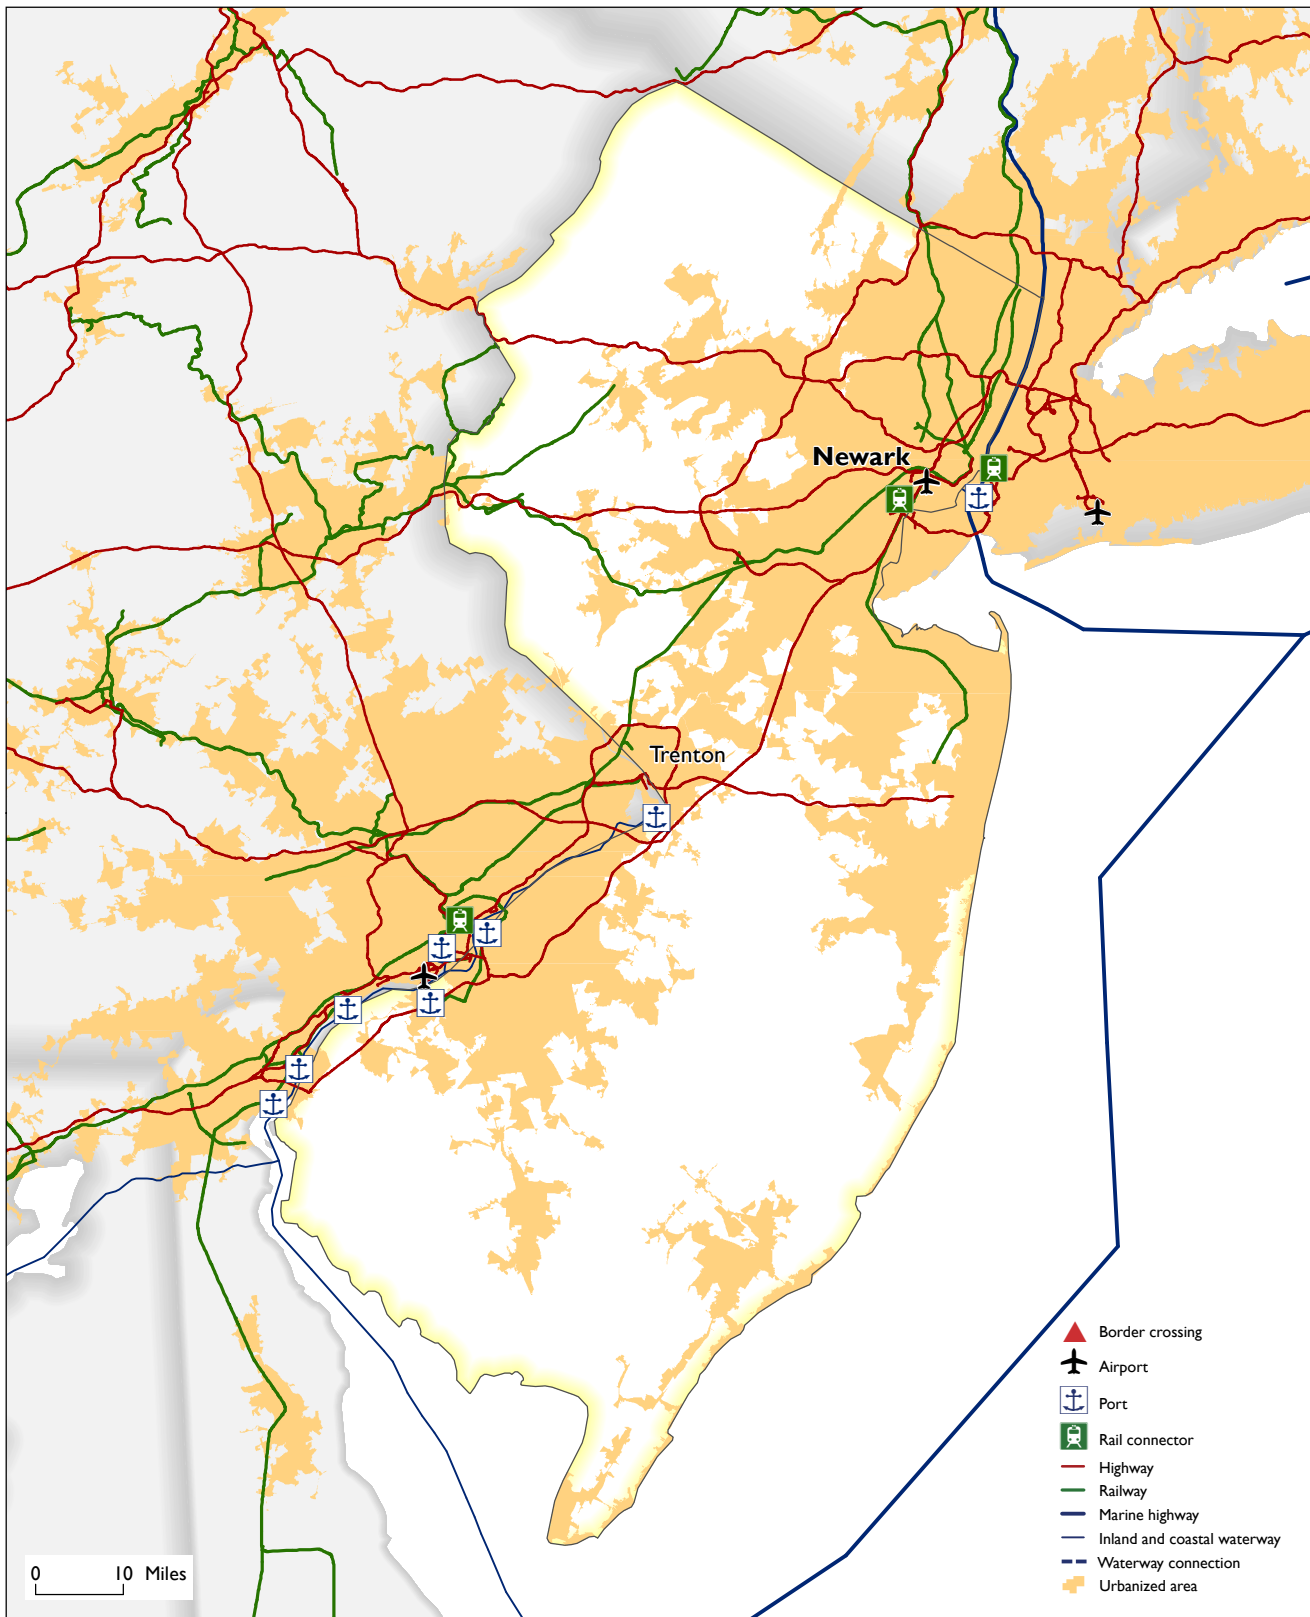 Newark
Trenton
Border crossing
Airport
Port
Rail connector
Highway
Railway
Marine highway
Inland and coastal waterway
Waterway connection
Urbanized area
0 10 Miles